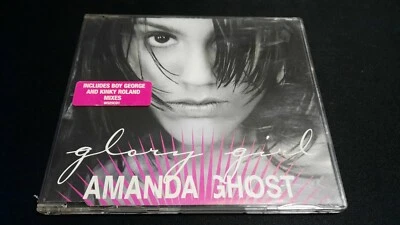 INCLUDES BOY GEORGE
AND KINKY ROLAND
MIXES
glory girl
AMANDA GHOST